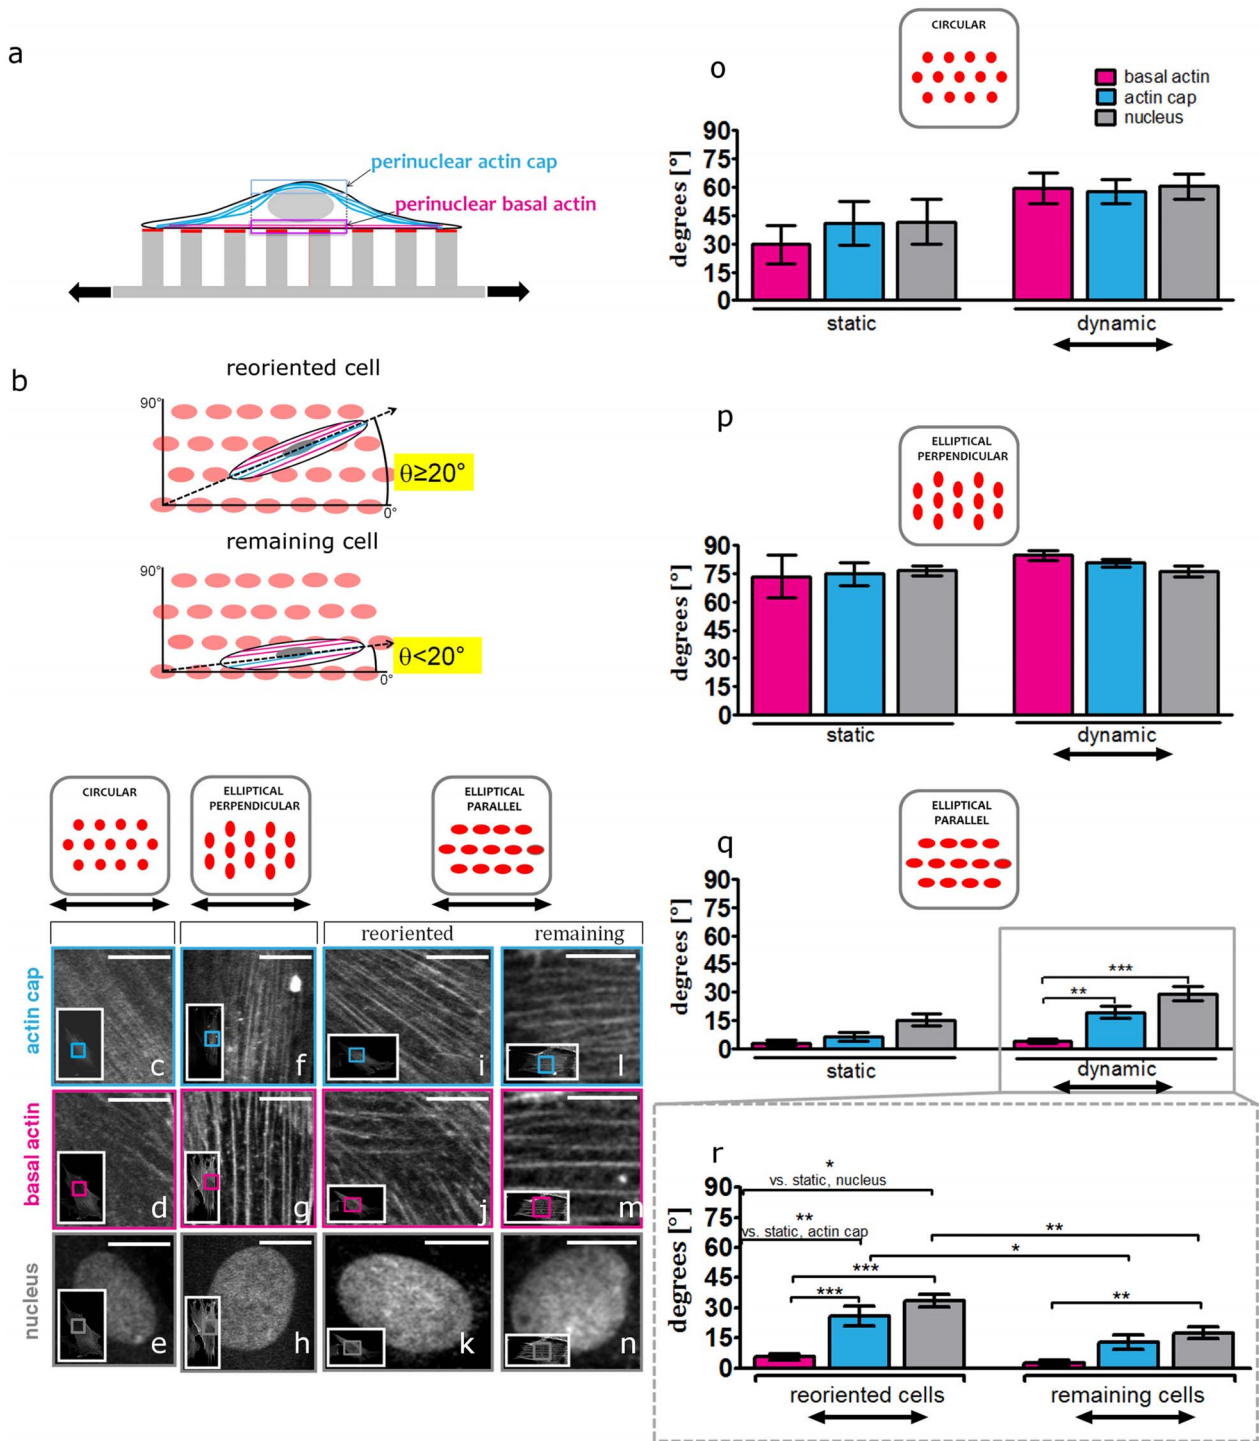 a
perinuclear actin cap
perinuclear basal actin
b
reoriented cell
90°
θ≥20°
0°
remaining cell
90°
θ<20°
0°
CIRCULAR
ELLIPTICAL
PERPENDICULAR
ELLIPTICAL
PARALLEL
reoriented
remaining
actin cap
c
f
i
l
basal actin
d
g
j
m
nucleus
e
h
k
n
o
CIRCULAR
basal actin
actin cap
nucleus
degrees [°]
90
75
60
45
30
15
0
static
dynamic
p
ELLIPTICAL
PERPENDICULAR
degrees [°]
90
75
60
45
30
15
0
static
dynamic
q
ELLIPTICAL
PARALLEL
degrees [°]
90
75
60
45
30
15
0
**
***
static
dynamic
r
degrees [°]
90
75
60
45
30
15
0
*
vs. static, nucleus
**
vs. static, actin cap
**
*
***
***
**
reoriented cells
remaining cells